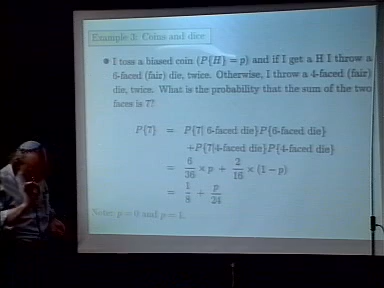 Example 3: Coins and dice
● I toss a biased coin (P{H} = p) and if I get a H I throw a
6-faced (fair) die, twice. Otherwise, I throw a 4-faced (fair)
die, twice. What is the probability that the sum of the two
faces is 7?
P{7} = P{7|6-faced die}P{6-faced die}
+P{7|4-faced die}P{4-faced die}
= 6/36 × p + 2/16 × (1 − p)
= 1/8 + p/24
Note: p = 0 and p = 1.